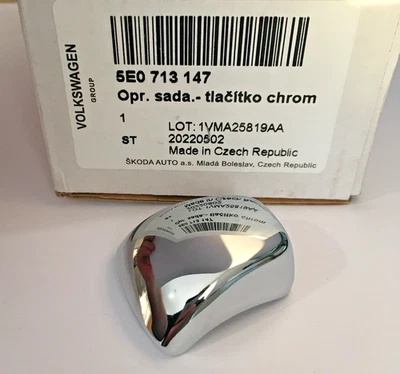 VOLKSWAGEN
GROUP
5E0 713 147
Opr. sada.- tlačítko chrom
1
LOT: 1VMA25819AA
ST
20220502
Made in Czech Republic
ŠKODA AUTO a.s. Mladá Boleslav, Czech Republic